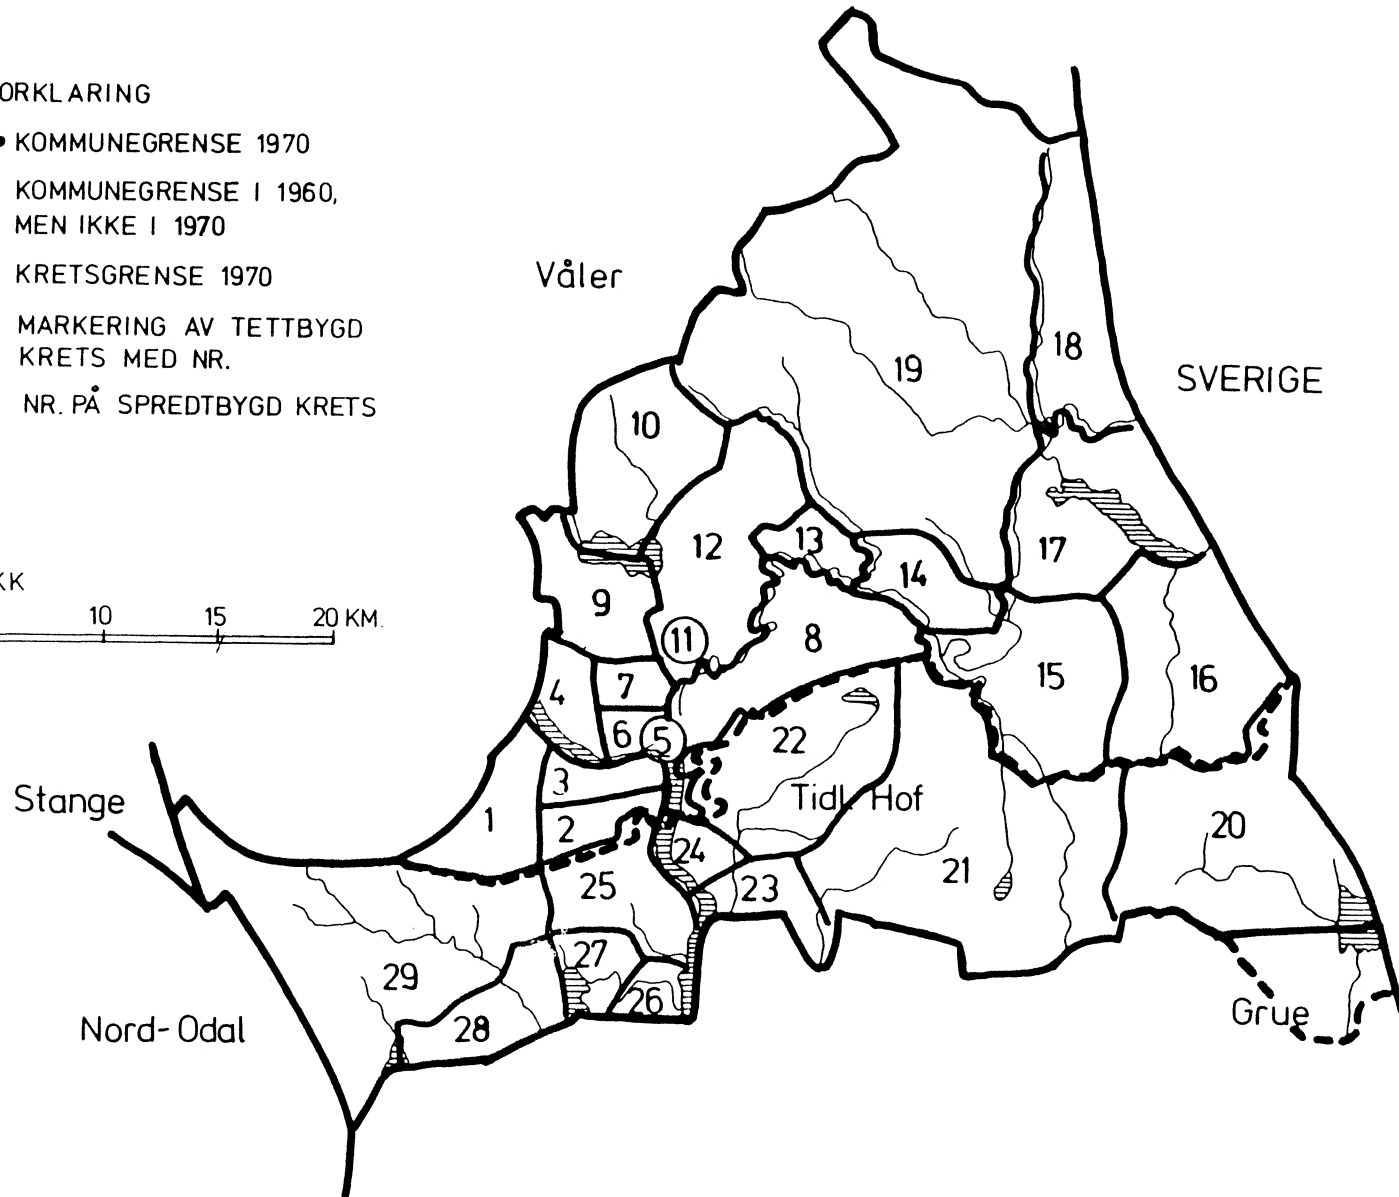 ORKLARING
KOMMUNEGRENSE 1970
KOMMUNEGRENSE I 1960,
MEN IKKE I 1970
KRETSGRENSE 1970
MARKERING AV TETTBYGD
KRETS MED NR.
NR. PÅ SPREDTBYGD KRETS
KK
10 15 20 KM.
Våler
SVERIGE
18
19
10
12
13
17
14
9
11
8
15
16
7
4
6
5
22
3
Stange
Tidl. Hof
1
2
20
24
21
25
23
27
29
26
28
Nord-Odal
Grue